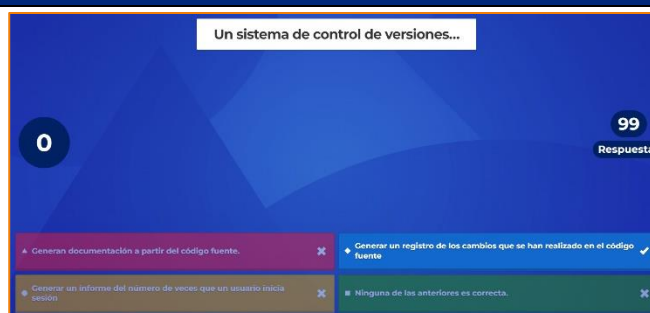 Un sistema de control de versiones...
0
99
Respuesta
Generan documentación a partir del código fuente.
Generar un registro de los cambios que se han realizado en el código
fuente
Generar un informe del número de veces que un usuario inicia
sesión
Ninguna de las anteriores es correcta.